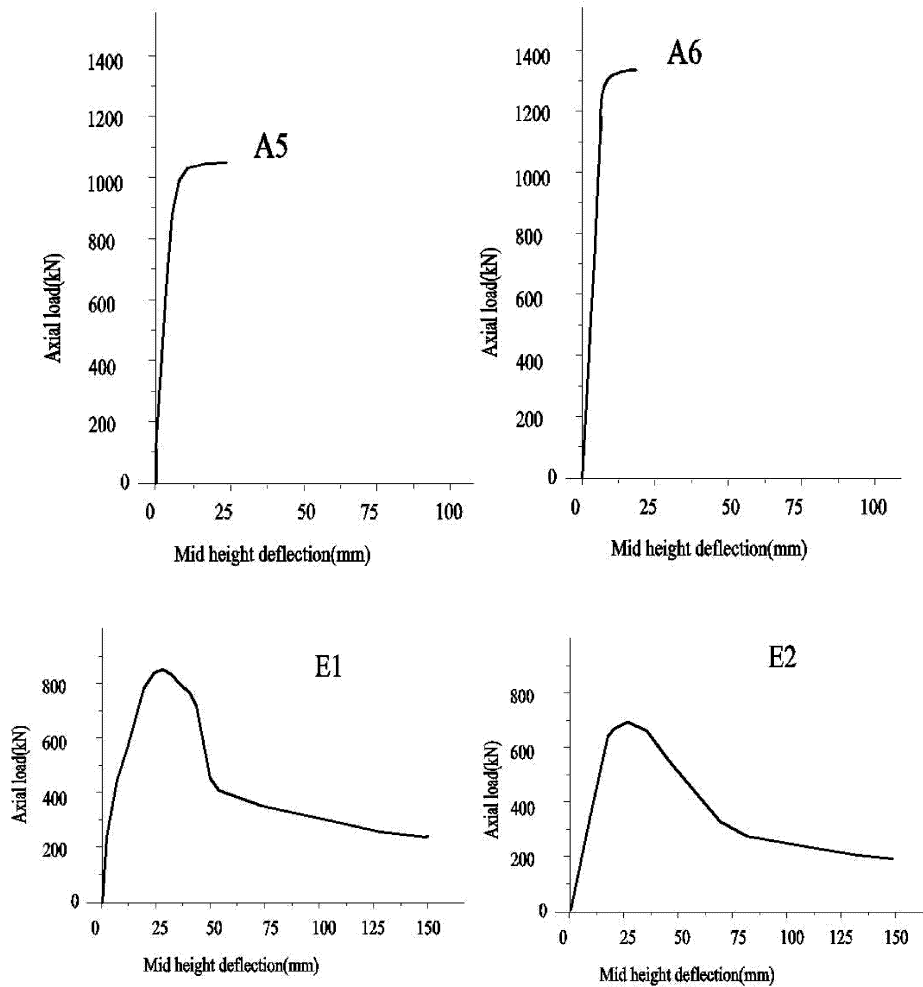 A5
1400
1200
1000
800
600
400
200
0
Axial load(kN)
0 25 50 75 100
Mid height deflection(mm)
A6
1400
1200
1000
800
600
400
200
0
Axial load(kN)
0 25 50 75 100
Mid height deflection(mm)
E1
800
600
400
200
0
Axial load(kN)
0 25 50 75 100 125 150
Mid height deflection(mm)
E2
800
600
400
200
0
Axial load(kN)
0 25 50 75 100 125 150
Mid height deflection(mm)